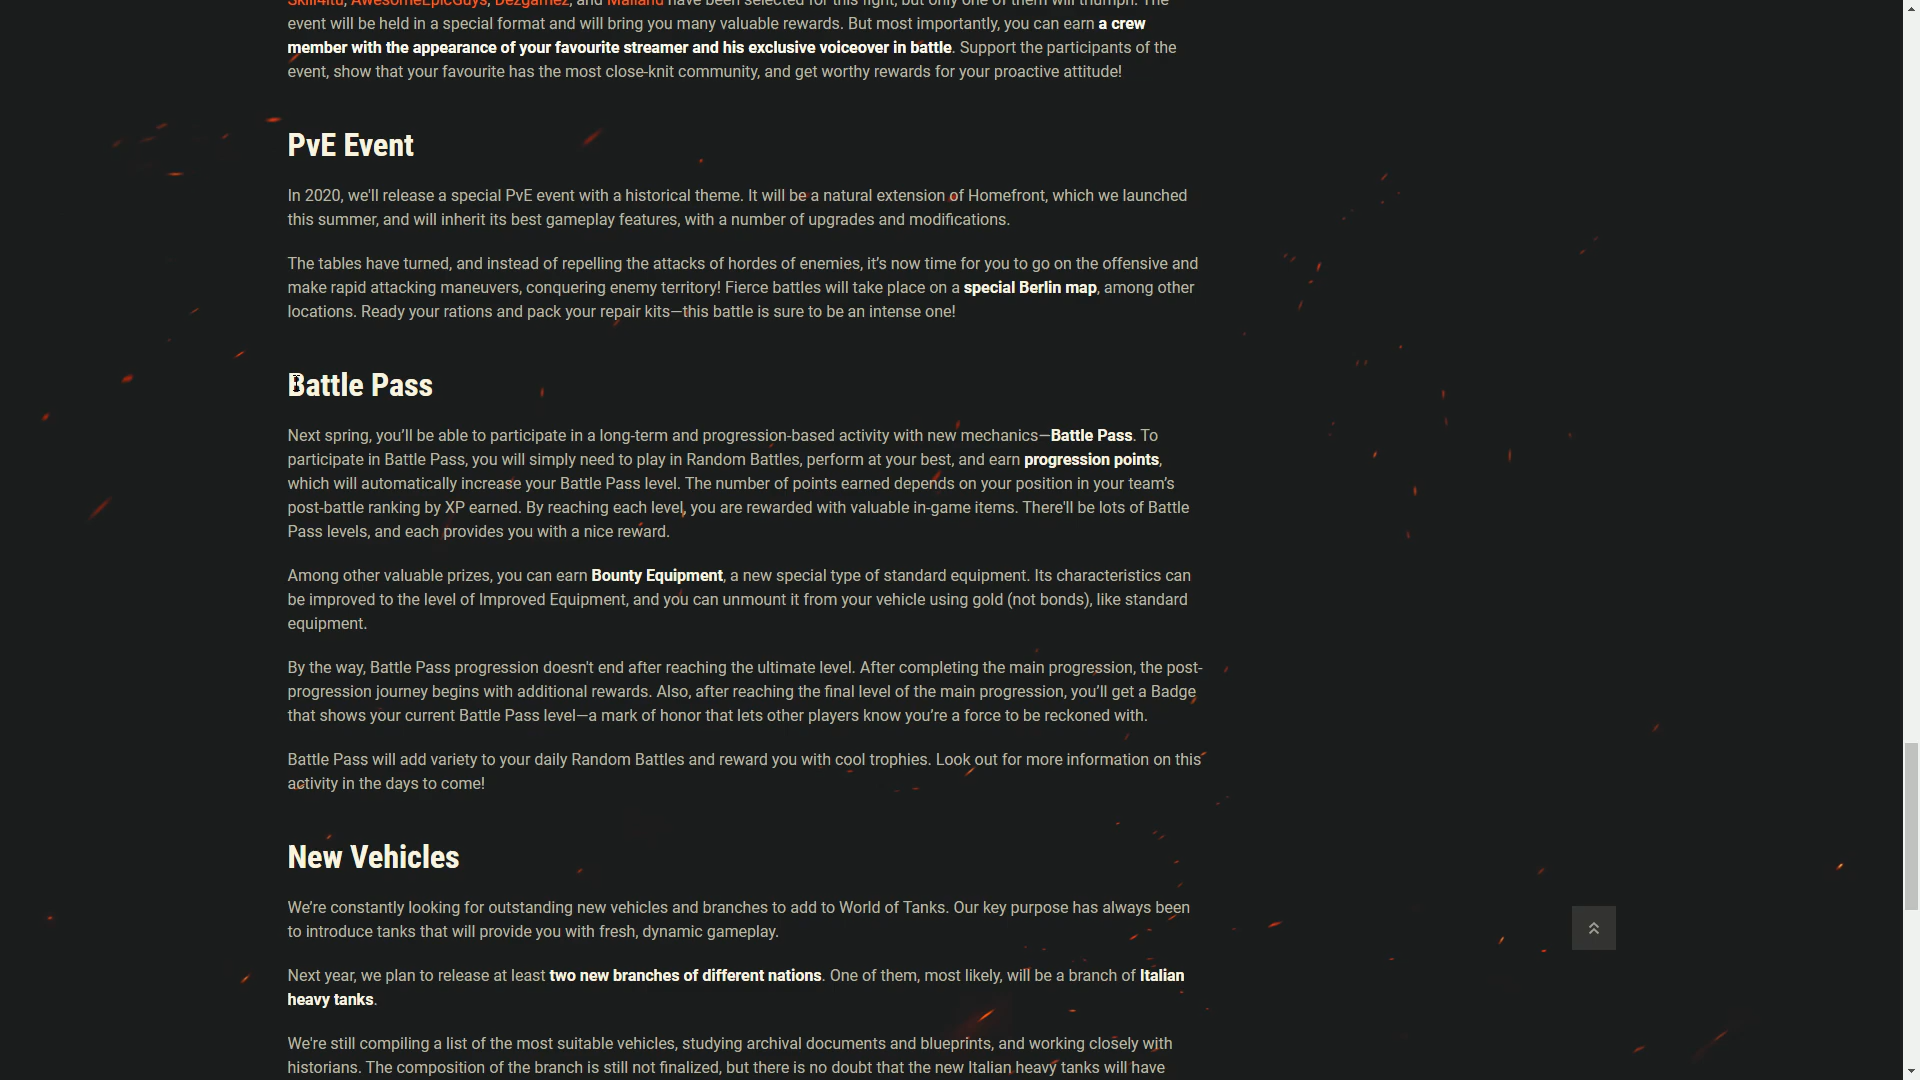 Skill4ltu, AwesomeEpicGuys, Dezgamez, and Mailand have been selected for this fight, but only one of them will triumph. The
event will be held in a special format and will bring you many valuable rewards. But most importantly, you can earn a crew
member with the appearance of your favourite streamer and his exclusive voiceover in battle. Support the participants of the
event, show that your favourite has the most close-knit community, and get worthy rewards for your proactive attitude!
PvE Event
In 2020, we'll release a special PvE event with a historical theme. It will be a natural extension of Homefront, which we launched
this summer, and will inherit its best gameplay features, with a number of upgrades and modifications.
The tables have turned, and instead of repelling the attacks of hordes of enemies, it’s now time for you to go on the offensive and
make rapid attacking maneuvers, conquering enemy territory! Fierce battles will take place on a special Berlin map, among other
locations. Ready your rations and pack your repair kits—this battle is sure to be an intense one!
Battle Pass
Next spring, you’ll be able to participate in a long-term and progression-based activity with new mechanics—Battle Pass. To
participate in Battle Pass, you will simply need to play in Random Battles, perform at your best, and earn progression points,
which will automatically increase your Battle Pass level. The number of points earned depends on your position in your team’s
post-battle ranking by XP earned. By reaching each level, you are rewarded with valuable in-game items. There'll be lots of Battle
Pass levels, and each provides you with a nice reward.
Among other valuable prizes, you can earn Bounty Equipment, a new special type of standard equipment. Its characteristics can
be improved to the level of Improved Equipment, and you can unmount it from your vehicle using gold (not bonds), like standard
equipment.
By the way, Battle Pass progression doesn't end after reaching the ultimate level. After completing the main progression, the post-
progression journey begins with additional rewards. Also, after reaching the final level of the main progression, you’ll get a Badge
that shows your current Battle Pass level—a mark of honor that lets other players know you’re a force to be reckoned with.
Battle Pass will add variety to your daily Random Battles and reward you with cool trophies. Look out for more information on this
activity in the days to come!
New Vehicles
We’re constantly looking for outstanding new vehicles and branches to add to World of Tanks. Our key purpose has always been
to introduce tanks that will provide you with fresh, dynamic gameplay.
Next year, we plan to release at least two new branches of different nations. One of them, most likely, will be a branch of Italian
heavy tanks.
We're still compiling a list of the most suitable vehicles, studying archival documents and blueprints, and working closely with
historians. The composition of the branch is still not finalized, but there is no doubt that the new Italian heavy tanks will have